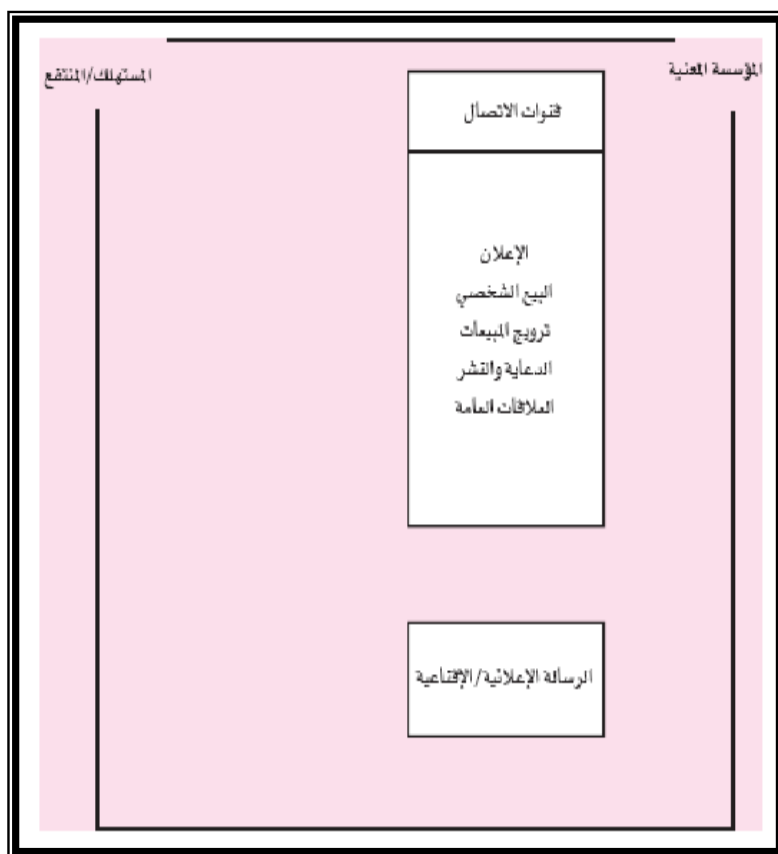 المؤسسة المعنية
المستهلك/المنتفع
قنوات الاتصال
الإعلان
البيع الشخصي
ترويج المبيعات
الدعاية والنشر
العلاقات العامة
الرسالة الإعلانية/الإقناعية